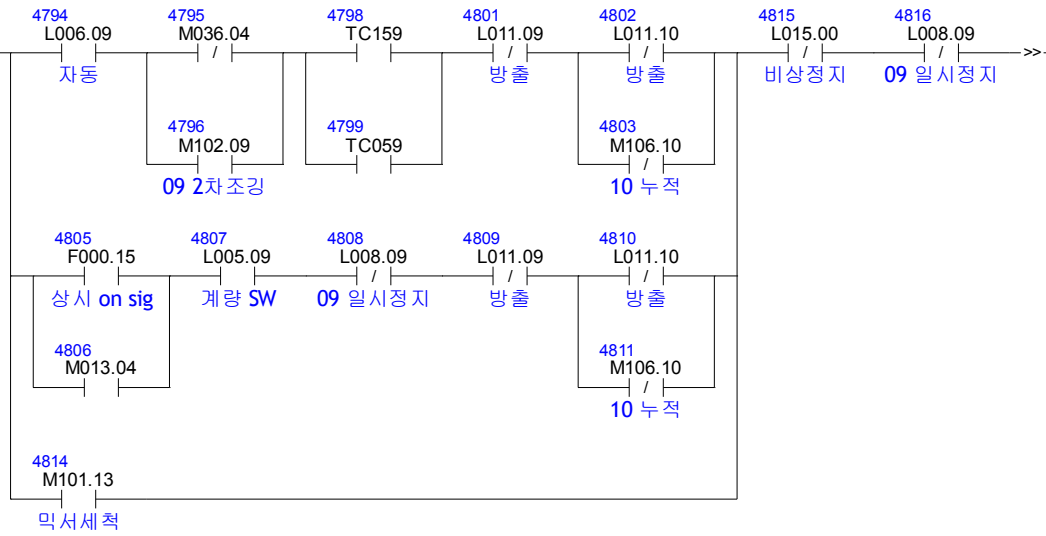 4794 4795 4798 4801 4802 4815 4816
L006.09 M036.04 TC159 L011.09 L011.10 L015.00 L008.09
/ / / / / >>
자동 방출 방출 비상정지 09 일시정지
4796 4799 4803
M102.09 TC059 M106.10
/
09 2차조깅 10 누적
4805 4807 4808 4809 4810
F000.15 L005.09 L008.09 L011.09 L011.10
/ / /
상시 on sig 계량 SW 09 일시정지 방출 방출
4806 4811
M013.04 M106.10
/
10 누적
4814
M101.13
믹서세척